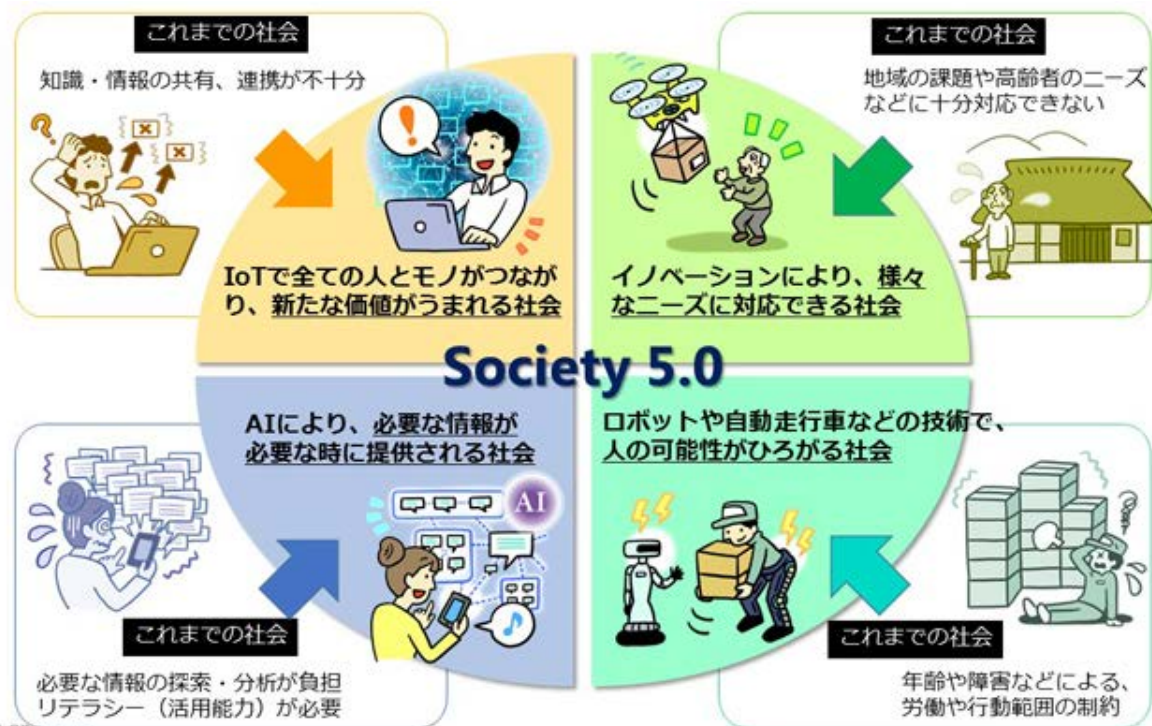 これまでの社会
知識・情報の共有、連携が不十分
?
!
IoTで全ての人とモノがつなが
り、新たな価値がうまれる社会
これまでの社会
地域の課題や高齢者のニーズ
などに十分対応できない
イノベーションにより、様々
なニーズに対応できる社会
Society 5.0
AIにより、必要な情報が
必要な時に提供される社会
AI
これまでの社会
必要な情報の探索・分析が負担
リテラシー（活用能力）が必要
ロボットや自動走行車などの技術で、
人の可能性がひろがる社会
これまでの社会
年齢や障害などによる、
労働や行動範囲の制約